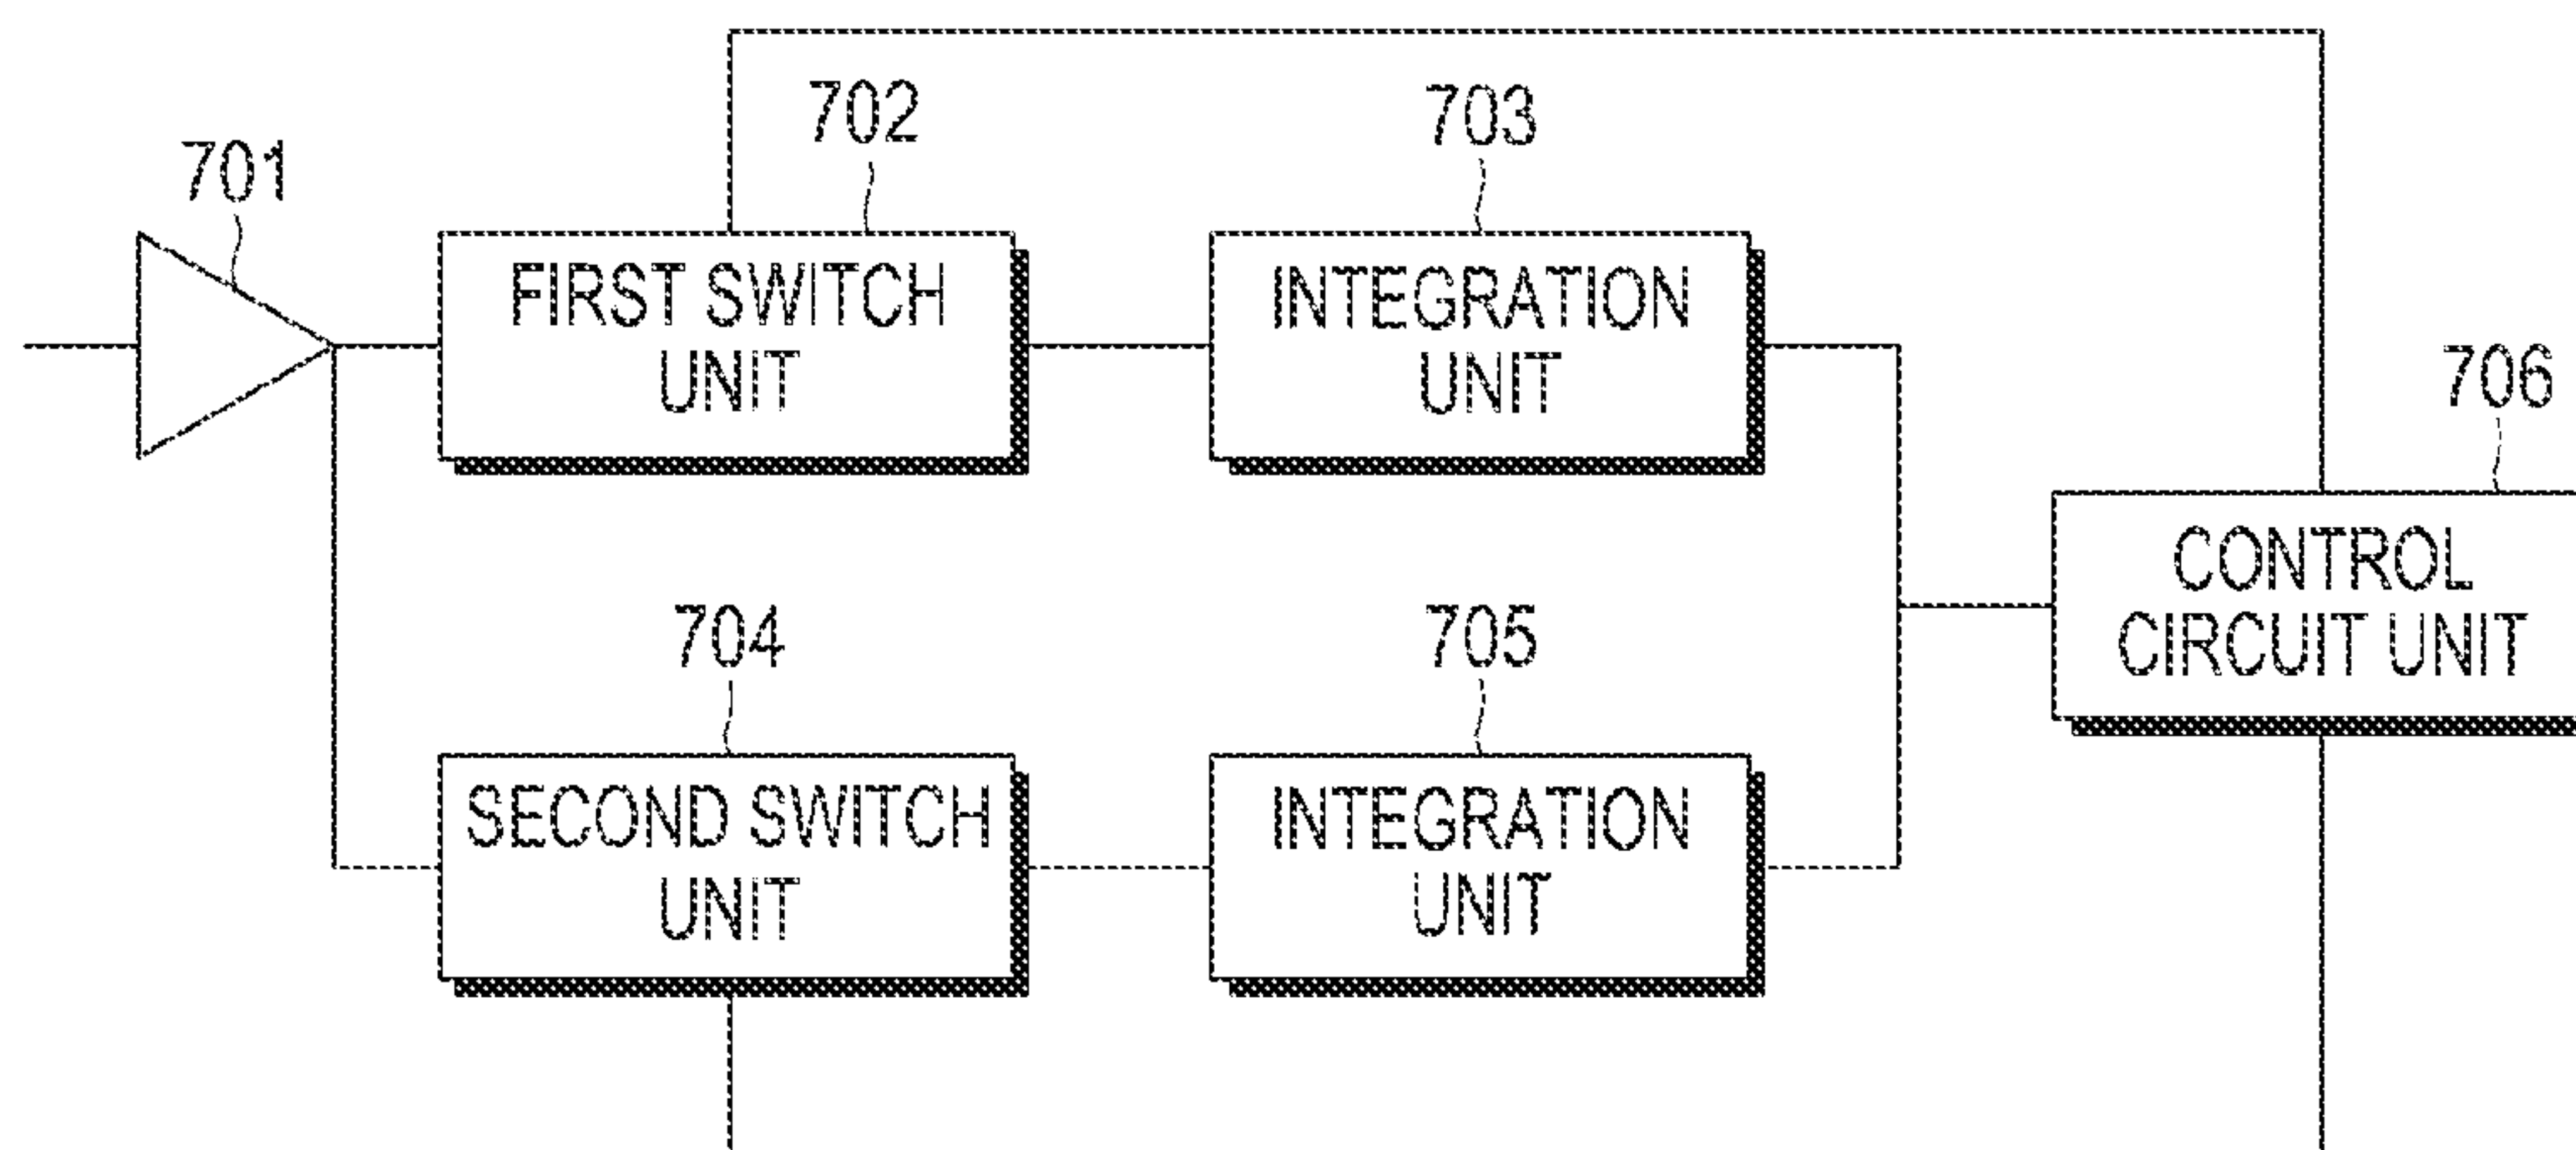 701
702
703
FIRST SWITCH
UNIT
INTEGRATION
UNIT
706
CONTROL
CIRCUIT UNIT
704
705
SECOND SWITCH
UNIT
INTEGRATION
UNIT